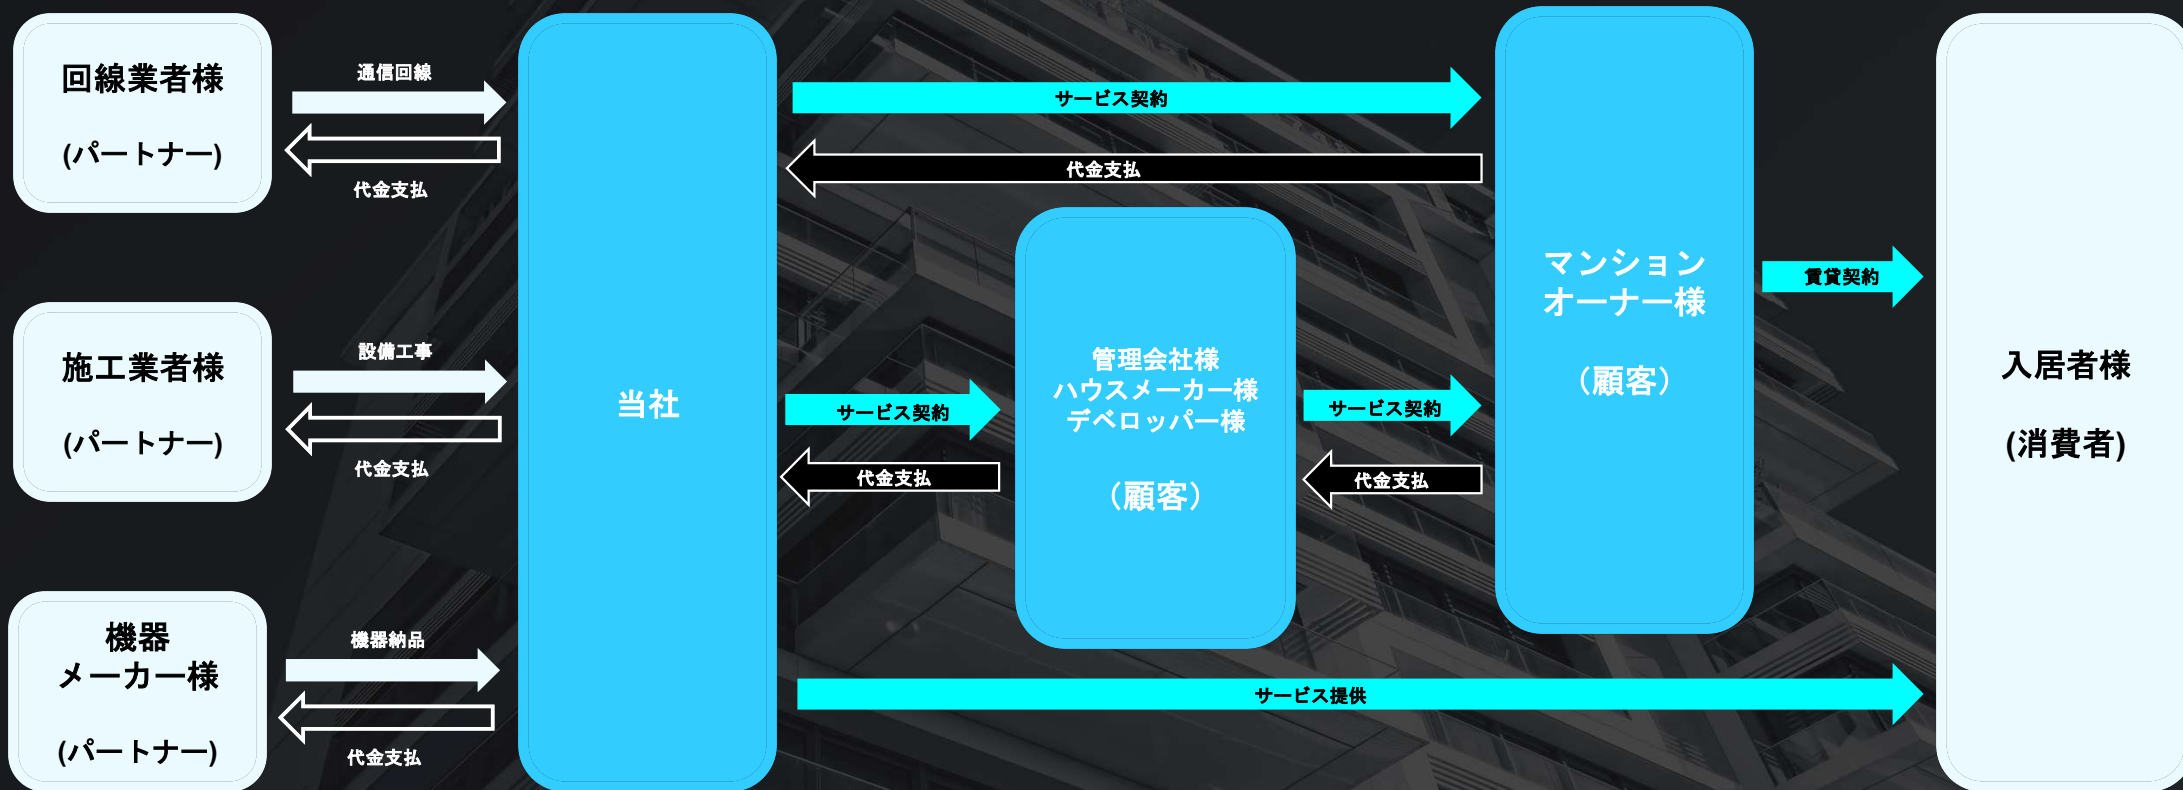 回線業者様
(パートナー)
通信回線
代金支払
施工業者様
(パートナー)
設備工事
代金支払
機器
メーカー様
(パートナー)
機器納品
代金支払
当社
サービス契約
代金支払
サービス契約
代金支払
管理会社様
ハウスメーカー様
デベロッパー様
（顧客）
サービス契約
代金支払
マンション
オーナー様
（顧客）
賃貸契約
サービス提供
入居者様
(消費者)